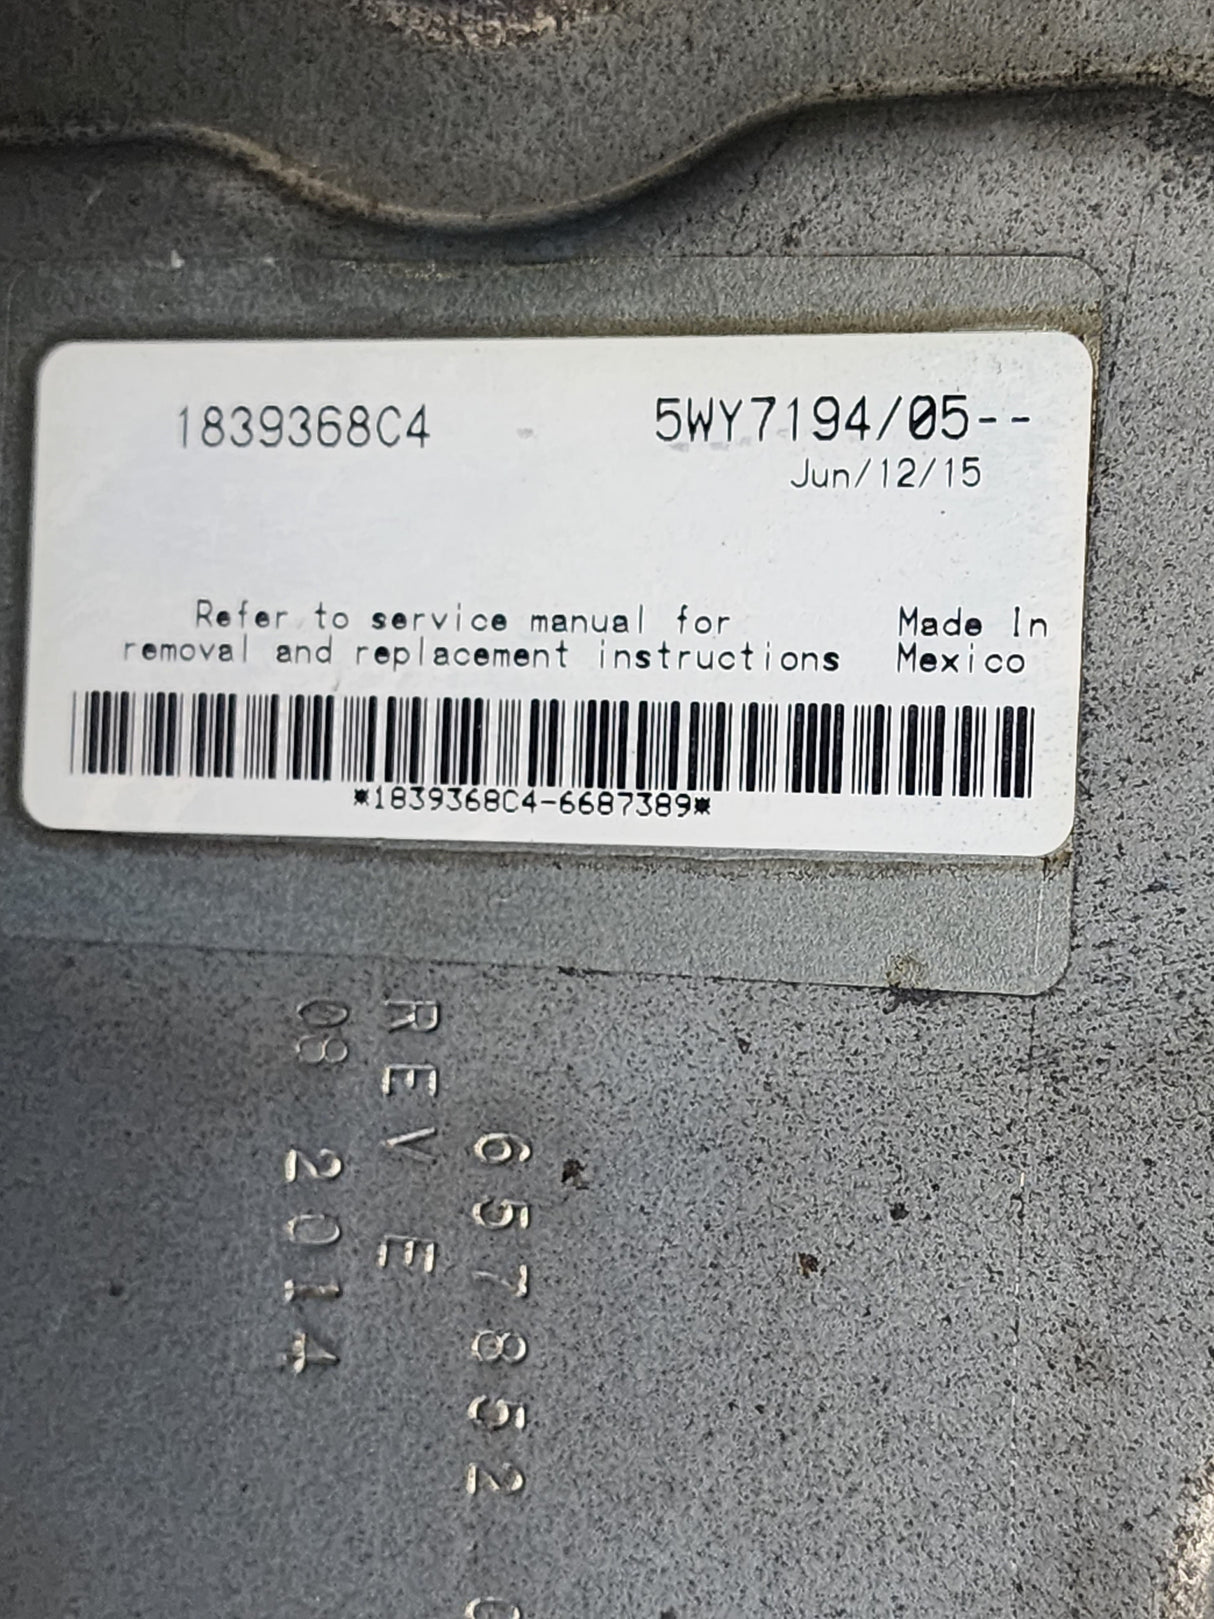 1839368C4
5WY7194/05--
Jun/12/15
Refer to service manual for
removal and replacement instructions
Made In
Mexico
*1839368C4-6687389*
6578520
REV E
08 2014